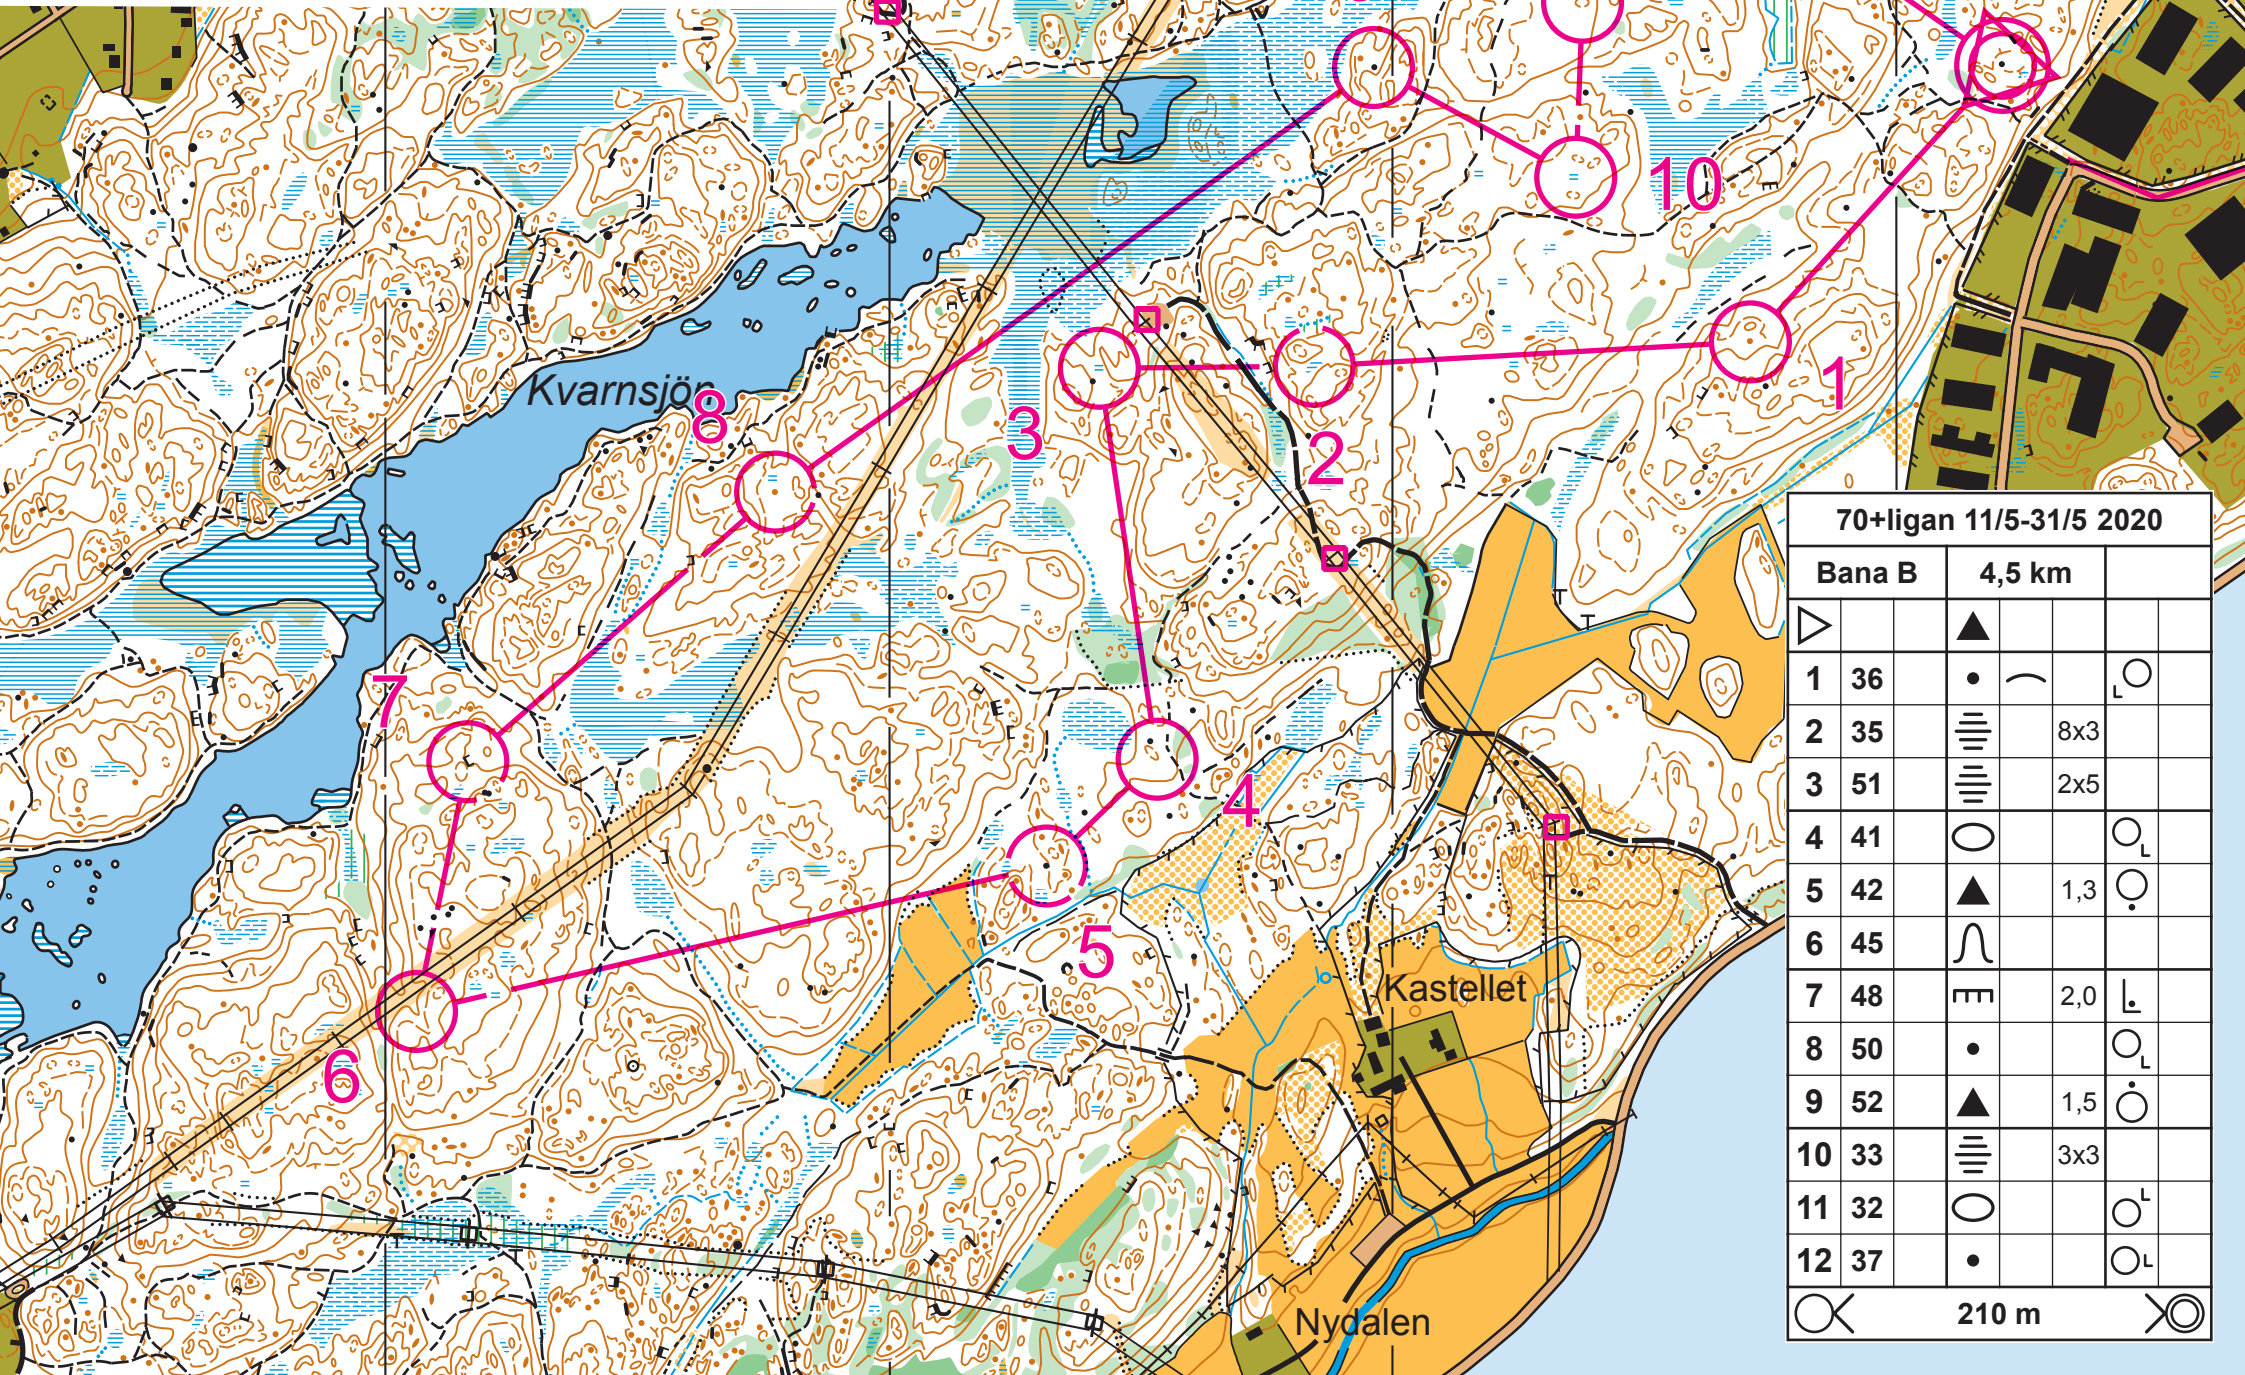 10
Kvarnsjön
8
1
3
2
70+ligan 11/5-31/5 2020
Bana B 4,5 km
1 36
2 35 8x3
3 51 2x5
4 41
5 42 1,3
6 45
7 48 2,0
8 50
9 52 1,5
10 33 3x3
11 32
12 37
210 m
7
4
5
Kastellet
6
Nydalen